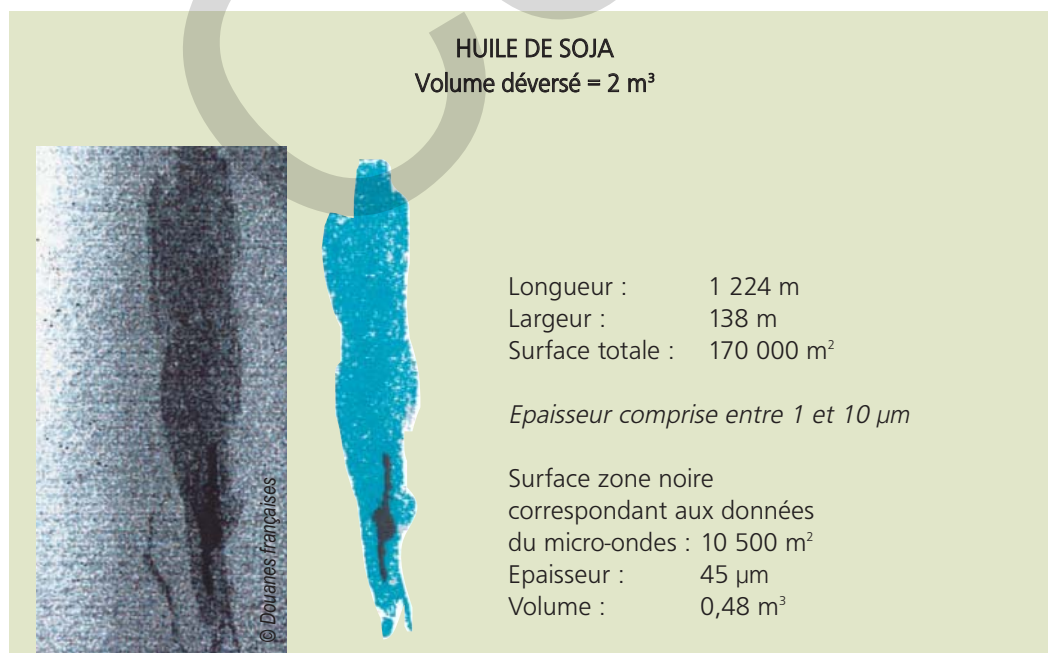 HUILE DE SOJA
Volume déversé = 2 m³
Longueur : 1 224 m
Largeur : 138 m
Surface totale : 170 000 m²
Epaisseur comprise entre 1 et 10 µm
Surface zone noire
correspondant aux données
du micro-ondes : 10 500 m²
Epaisseur : 45 µm
Volume : 0,48 m³
© Douanes françaises